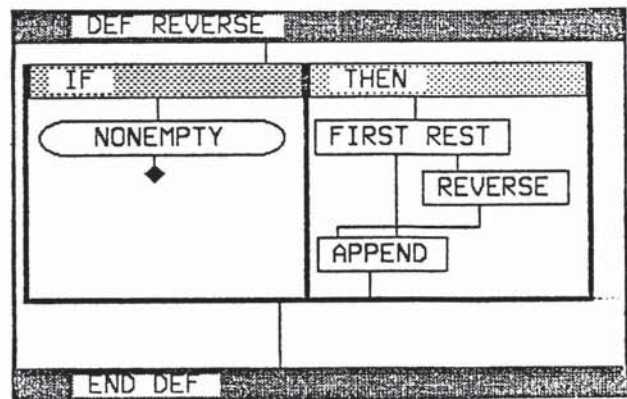 DEF REVERSE
IF
THEN
NONEMPTY
FIRST REST
REVERSE
APPEND
END DEF